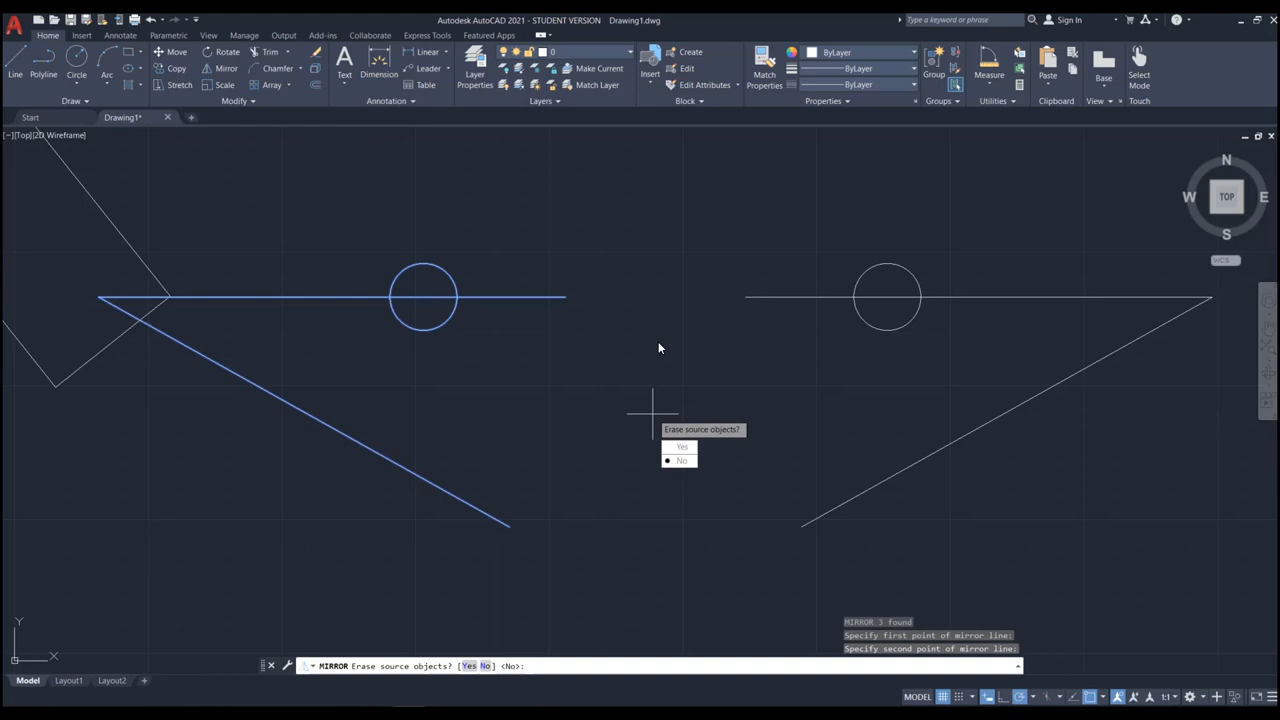 Autodesk AutoCAD 2021 - STUDENT VERSION Drawing1.dwg
Type a keyword or phrase
Sign In
Home Insert Annotate Parametric View Manage Output Add-ins Collaborate Express Tools Featured Apps
Line
Polyline
Circle
Arc
Draw
Move
Rotate
Trim
Copy
Mirror
Chamfer
Stretch
Scale
Array
Modify
Text
Dimension
Linear
Leader
Table
Annotation
Layer
Properties
0
Make Current
Match Layer
Layers
Insert
Create
Edit
Edit Attributes
Block
Match
Properties
ByLayer
ByLayer
ByLayer
Properties
Group
Groups
Measure
Utilities
Paste
Clipboard
Base
View
Select
Mode
Touch
Start
Drawing1*
[−][Top][2D Wireframe]
N
W
TOP
E
S
WCS
Erase source objects?
Yes
No
Y
X
MIRROR 3 found
Specify first point of mirror line:
Specify second point of mirror line:
MIRROR Erase source objects? [Yes No] <No>:
Model Layout1 Layout2
MODEL
1:1